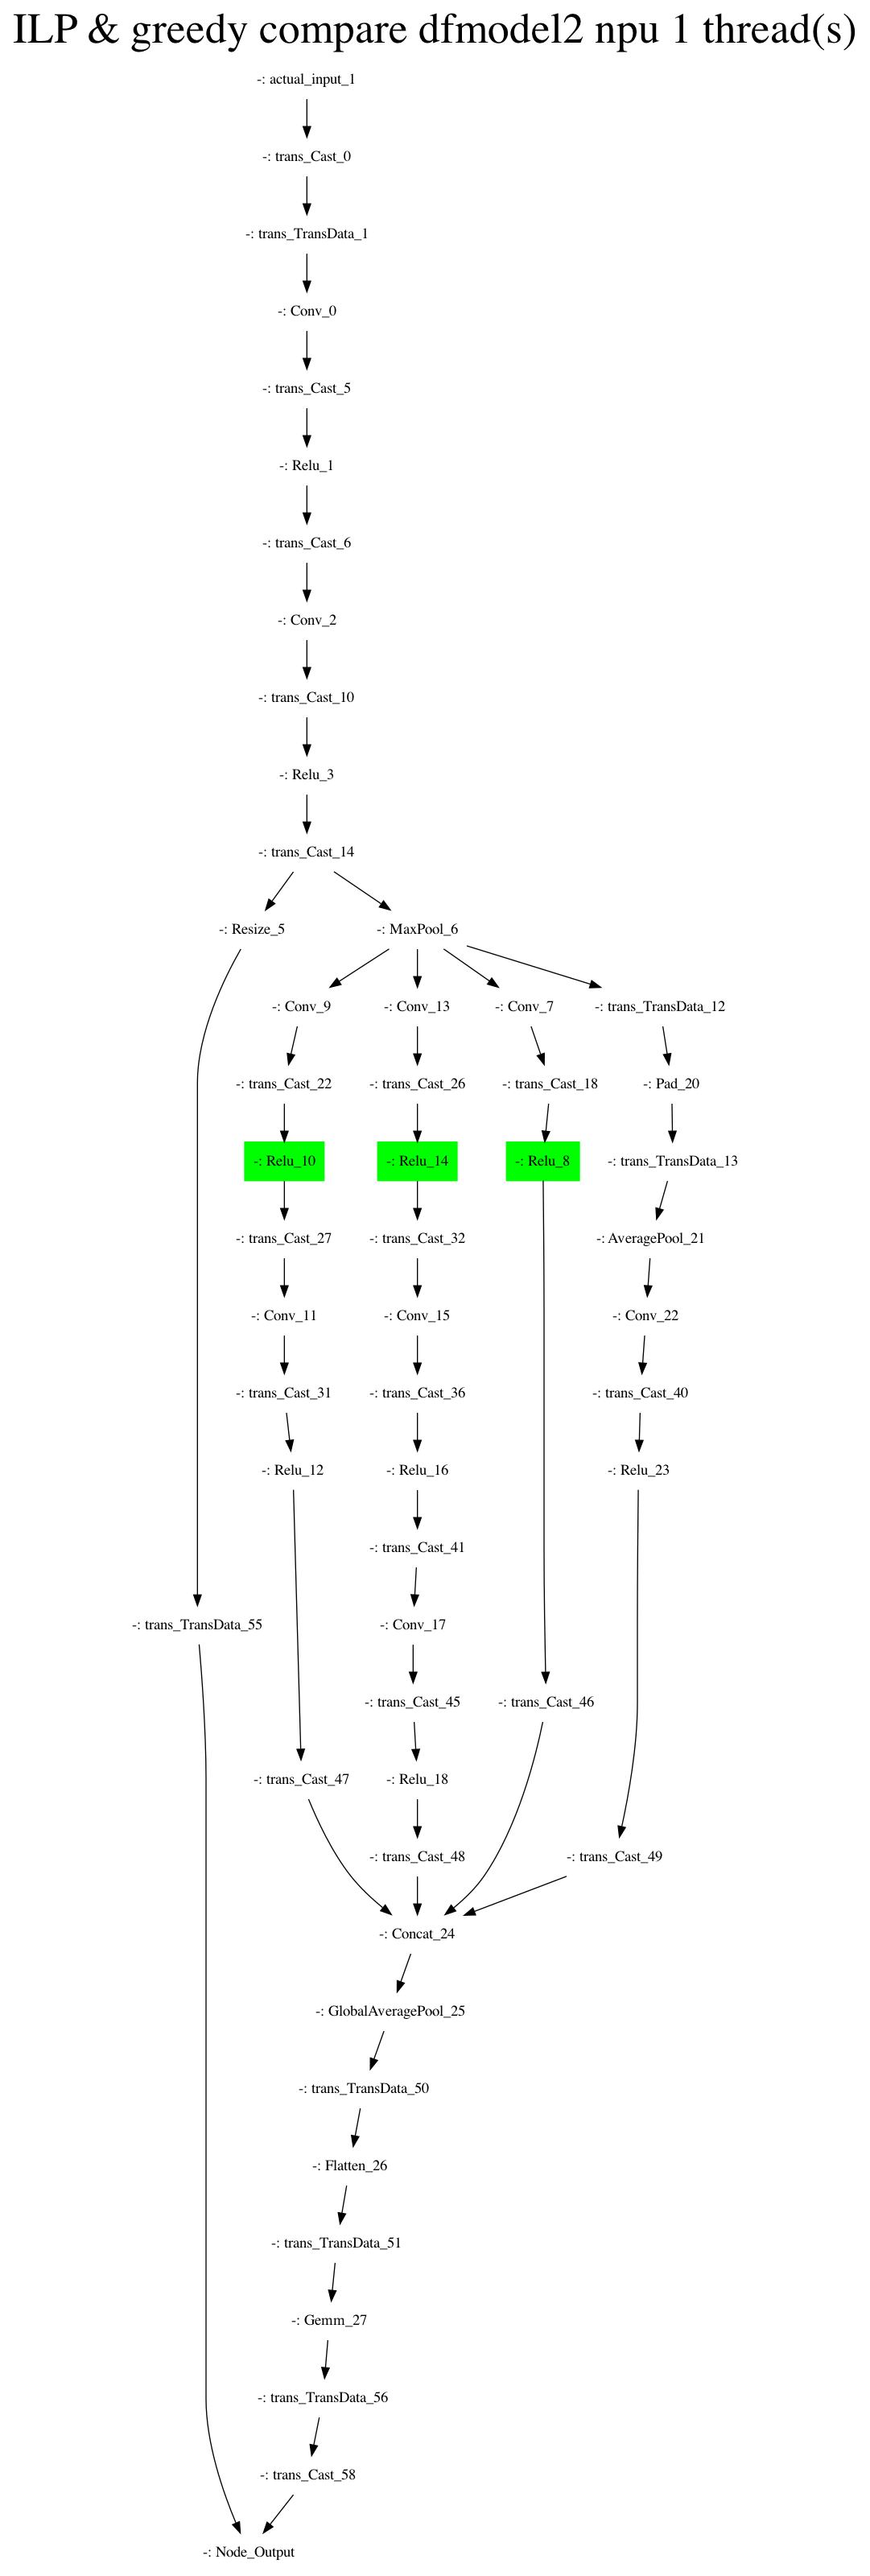 ILP & greedy compare dfmodel2 npu 1 thread(s)
-: actual_input_1
-: trans_Cast_0
-: trans_TransData_1
-: Conv_0
-: trans_Cast_5
-: Relu_1
-: trans_Cast_6
-: Conv_2
-: trans_Cast_10
-: Relu_3
-: trans_Cast_14
-: Resize_5
-: MaxPool_6
-: Conv_9
-: Conv_13
-: Conv_7
-: trans_TransData_12
-: trans_Cast_22
-: trans_Cast_26
-: trans_Cast_18
-: Pad_20
-: Relu_10
-: Relu_14
-: Relu_8
-: trans_TransData_13
-: trans_Cast_27
-: trans_Cast_32
-: AveragePool_21
-: Conv_11
-: Conv_15
-: Conv_22
-: trans_Cast_31
-: trans_Cast_36
-: trans_Cast_40
-: Relu_12
-: Relu_16
-: Relu_23
-: trans_Cast_41
-: trans_TransData_55
-: Conv_17
-: trans_Cast_45
-: trans_Cast_46
-: trans_Cast_47
-: Relu_18
-: trans_Cast_48
-: trans_Cast_49
-: Concat_24
-: GlobalAveragePool_25
-: trans_TransData_50
-: Flatten_26
-: trans_TransData_51
-: Gemm_27
-: trans_TransData_56
-: trans_Cast_58
-: Node_Output